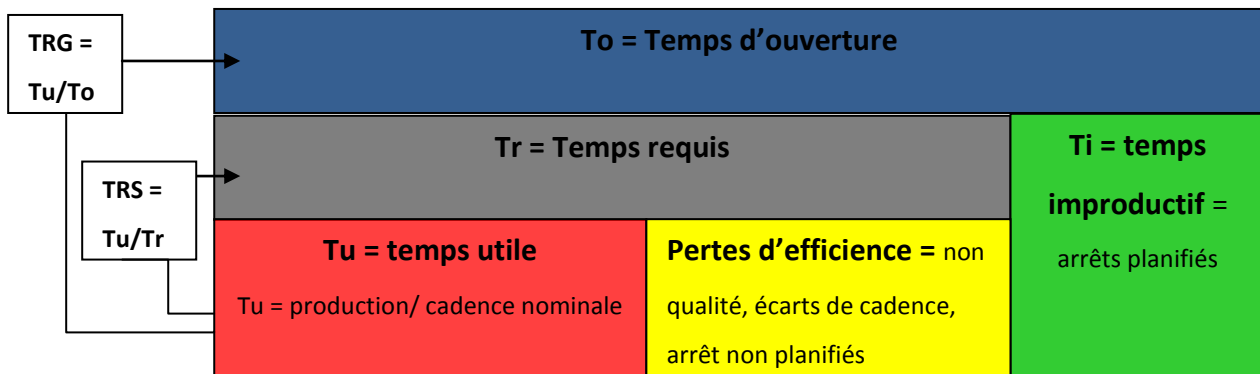 TRG =
Tu/To
To = Temps d’ouverture
TRS =
Tu/Tr
Tr = Temps requis
Ti = temps
improductif =
arrêts planifiés
Tu = temps utile
Tu = production/ cadence nominale
Pertes d’efficience = non
qualité, écarts de cadence,
arrêt non planifiés